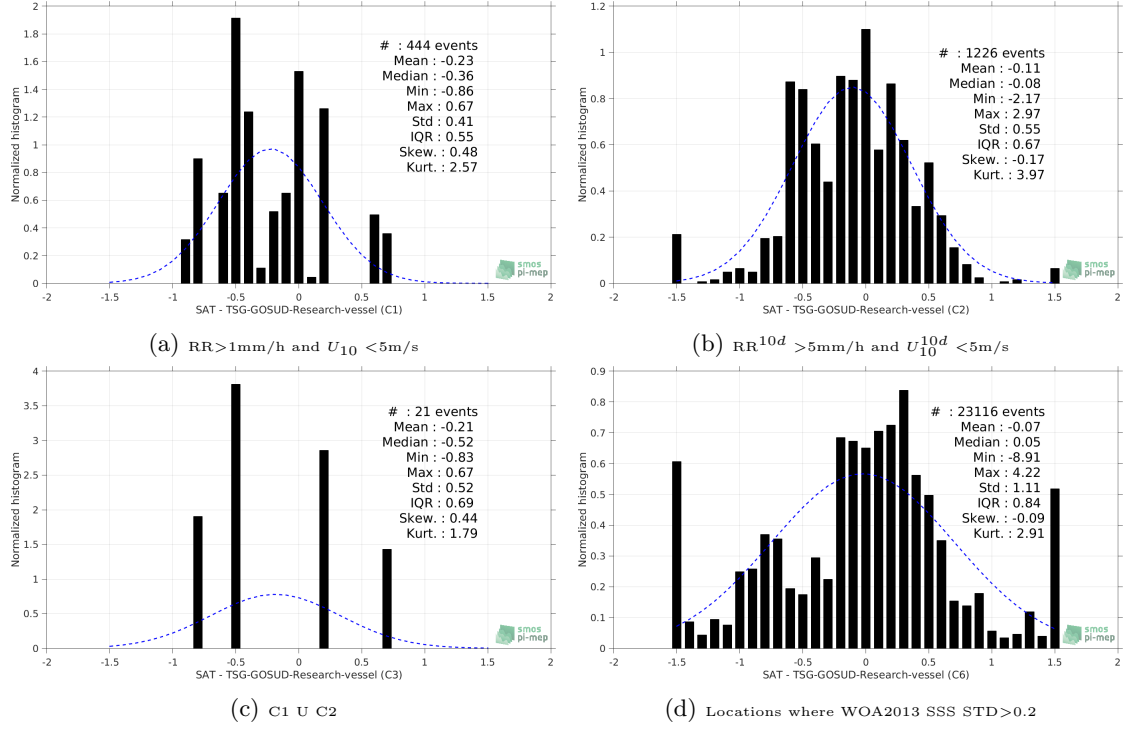 2
1.8
1.6
1.4
1.2
1
0.8
0.6
0.4
0.2
0
Normalized histogram
# : 444 events
Mean : -0.23
Median : -0.36
Min : -0.86
Max : 0.67
Std : 0.41
IQR : 0.55
Skew. : 0.48
Kurt. : 2.57
smos
pi-mep
-2 -1 -0.5 0 0.5 1 2
SAT - TSG-GOSUD-Research-vessel (C1)
(a) RR>1mm/h and U10 <5m/s
1.2
1
0.8
0.6
0.4
0.2
0
Normalized histogram
# : 1226 events
Mean : -0.11
Median : -0.08
Min : -2.17
Max : 2.97
Std : 0.55
IQR : 0.67
Skew. : -0.17
Kurt. : 3.97
smos
pi-mep
-2 -1 -0.5 0 0.5 1 1.5 2
SAT - TSG-GOSUD-Research-vessel (C2)
(b) RR10d >5mm/h and U10 10d <5m/s
4
3.5
3
2.5
2
1.5
1
0.5
0
Normalized histogram
# : 21 events
Mean : -0.21
Median : -0.52
Min : -0.83
Max : 0.67
Std : 0.52
IQR : 0.69
Skew. : 0.44
Kurt. : 1.79
smos
pi-mep
-2 -1 -0.5 0 0.5 1 2
SAT - TSG-GOSUD-Research-vessel (C3)
(c) C1 U C2
0.9
0.8
0.7
0.6
0.5
0.4
0.3
0.2
0.1
0
Normalized histogram
# : 23116 events
Mean : -0.07
Median : 0.05
Min : -8.91
Max : 4.22
Std : 1.11
IQR : 0.84
Skew. : -0.09
Kurt. : 2.91
smos
pi-mep
-2 -1 -0.5 0 0.5 1 1.5 2
SAT - TSG-GOSUD-Research-vessel (C6)
(d) Locations where WOA2013 SSS STD>0.2